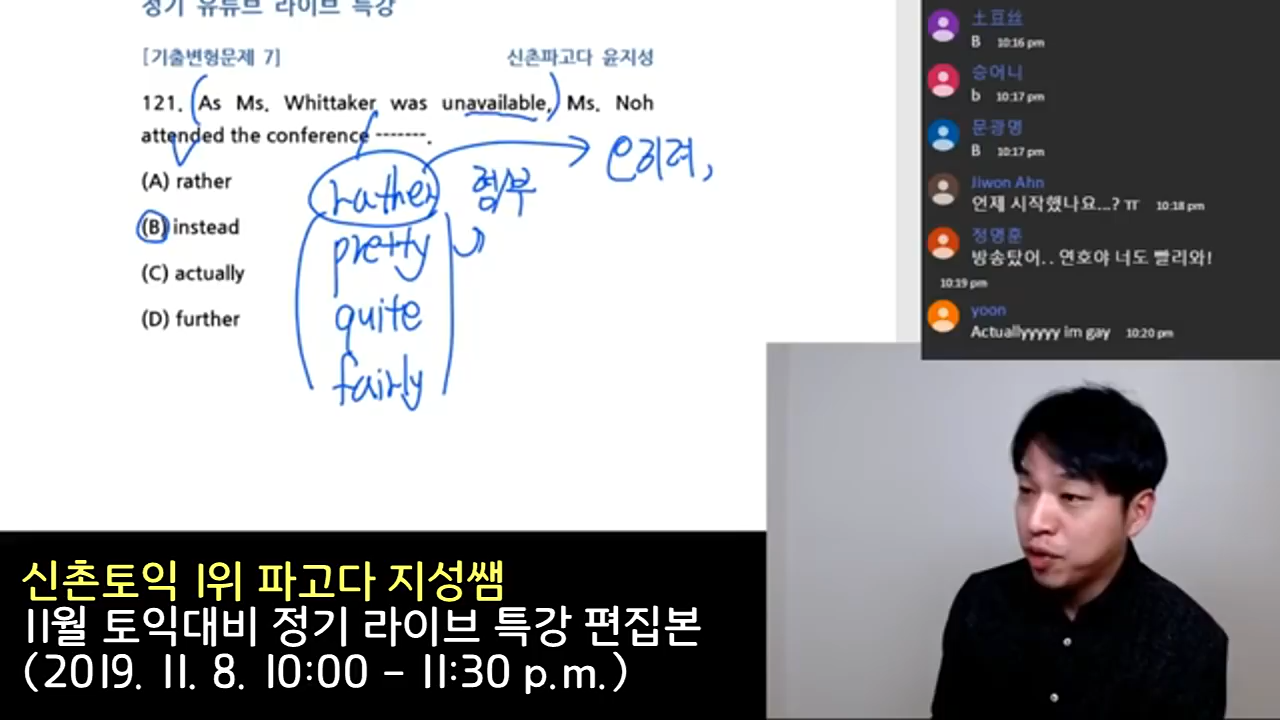 정기 유튜브 라이브 특강
[기출변형문제 7]
신촌파고다 윤지성
121. As Ms. Whittaker was unavailable, Ms. Noh
attended the conference -------.
(A) rather
(B) instead
(C) actually
(D) further
rather
형/부
오히려,
pretty
quite
fairly
土豆丝
B 10:16 pm
승어니
b 10:17 pm
문광명
B 10:17 pm
Jiwon Ahn
언제 시작했나요...? ㅠ 10:18 pm
정명훈
방송탔어.. 연호야 너도 빨리와!
10:19 pm
yoon
Actuallyyyyy im gay 10:20 pm
신촌토익 1위 파고다 지성쌤
11월 토익대비 정기 라이브 특강 편집본
(2019. 11. 8. 10:00 - 11:30 p.m.)